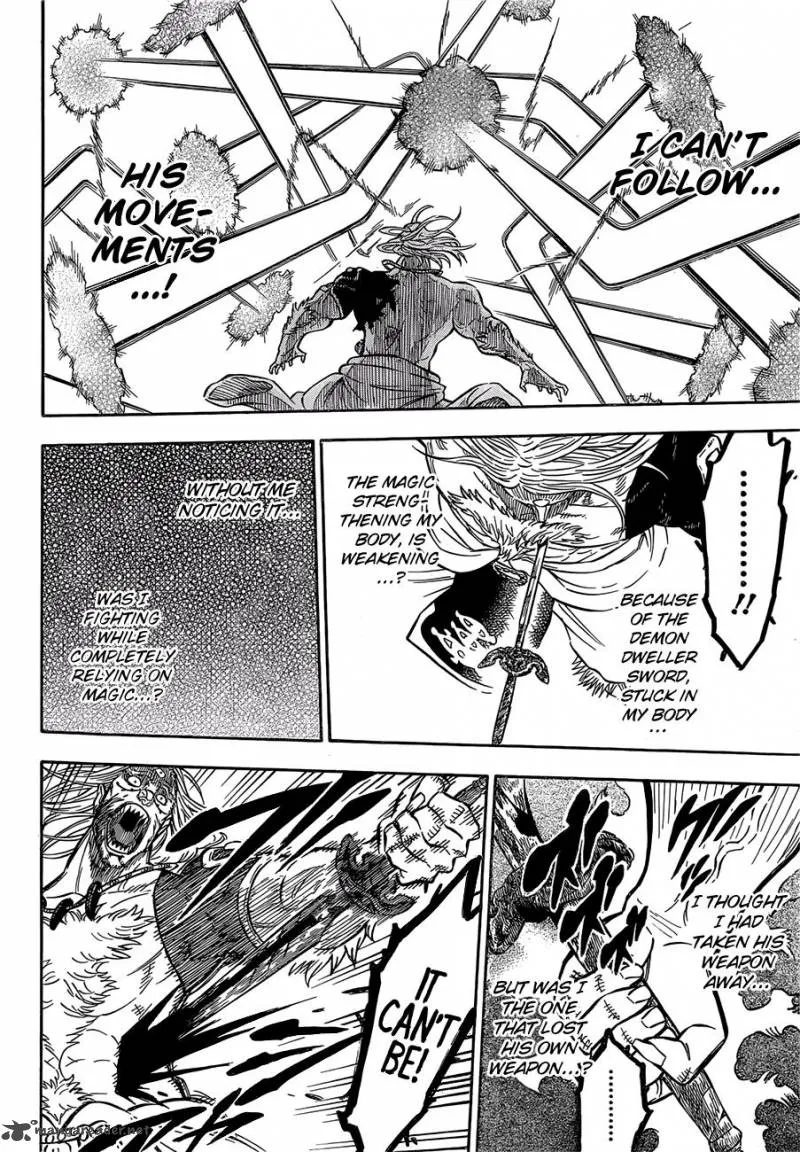 I CAN'T
FOLLOW...
HIS
MOVE-
MENTS
...!
.........!!
BECAUSE
OF THE
DEMON
DWELLER
SWORD,
STUCK IN
MY BODY
...
THE MAGIC
STRENG
THENING MY
BODY, IS
WEAKENING
...?
WITHOUT ME
NOTICING IT...
WAS I
FIGHTING
WHILE
COMPLETELY
RELYING ON
MAGIC...?
I THOUGHT
I HAD
TAKEN HIS
WEAPON
AWAY...
BUT WAS I
THE ONE,
THAT LOST
HIS OWN
WEAPON...?
.........
IT
CAN'T
BE!
mangareader.net